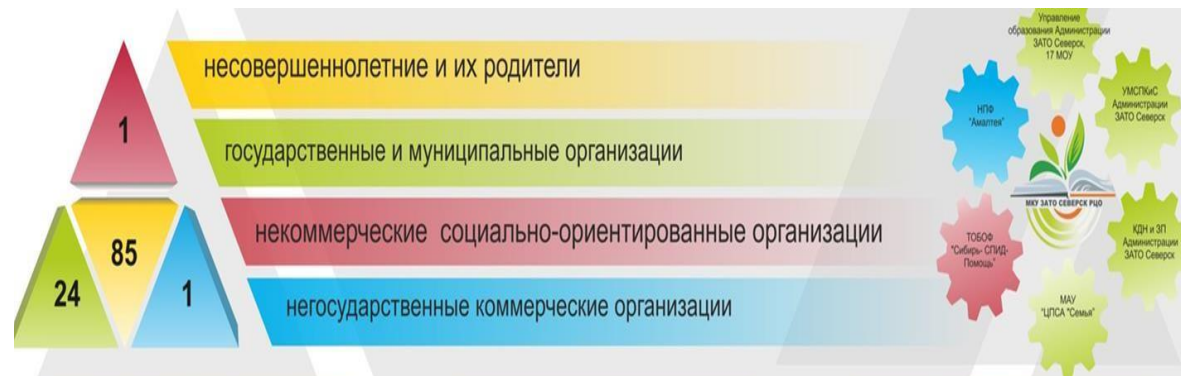 1
85
24
1
несовершеннолетние и их родители
государственные и муниципальные организации
некоммерческие социально-ориентированные организации
негосударственные коммерческие организации
Управление
образования Администрации
ЗАТО Северск,
17 МОУ
НПФ
"Амалтея"
УМСПКиС
Администрации
ЗАТО Северск
МКУ ЗАТО СЕВЕРСК РЦО
ТОБОФ
"Сибирь- СПИД-
Помощь"
КДН и ЗП
Администрации
ЗАТО Северск
МАУ
"ЦПСА "Семья"